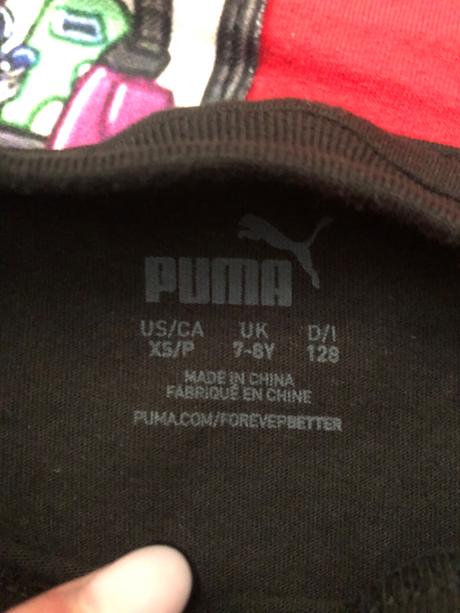 PUMA
US/CA UK D/I
XS/P 7-8Y 128
MADE IN CHINA
FABRIQUÉ EN CHINE
PUMA.COM/FOREVERBETTER